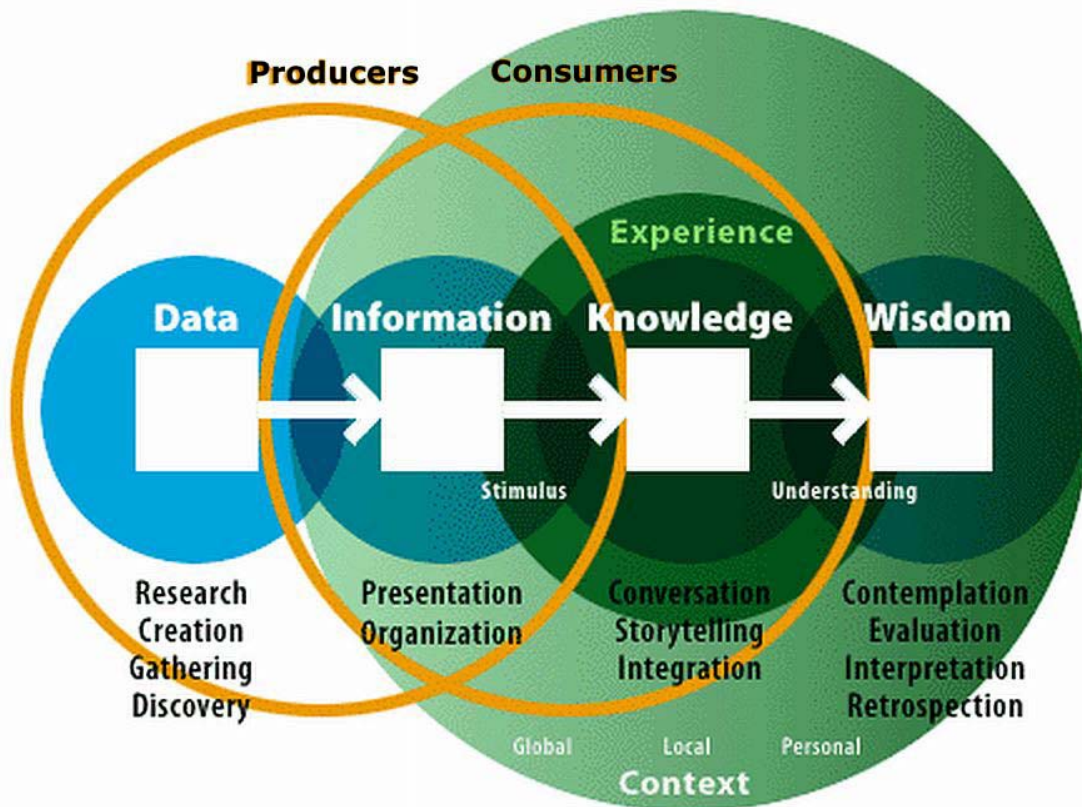 Producers Consumers
Experience
Data Information Knowledge Wisdom
Stimulus Understanding
Research
Creation
Gathering
Discovery
Presentation
Organization
Conversation
Storytelling
Integration
Contemplation
Evaluation
Interpretation
Retrospection
Global Local Personal
Context